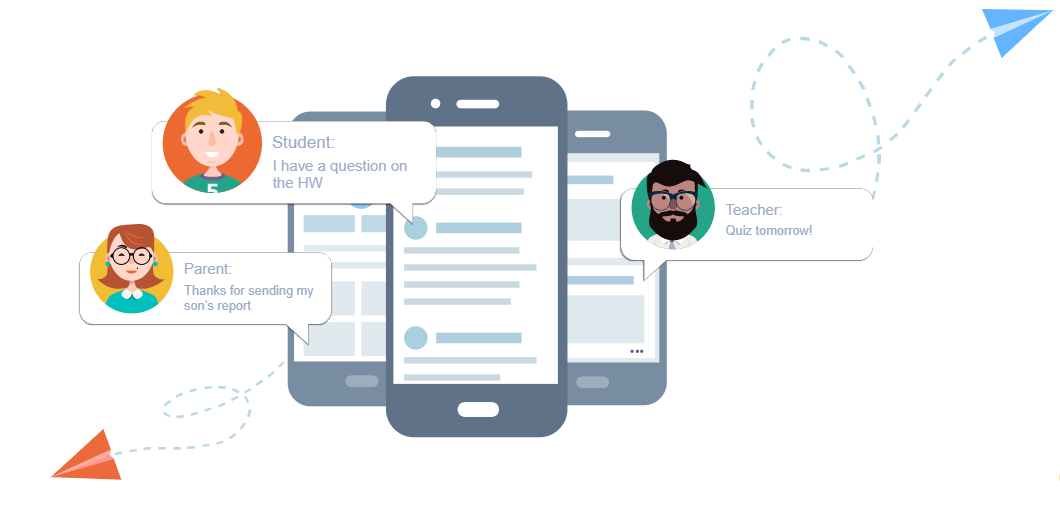 Student:
I have a question on
the HW
5
Teacher:
Quiz tomorrow!
Parent:
Thanks for sending my
son's report